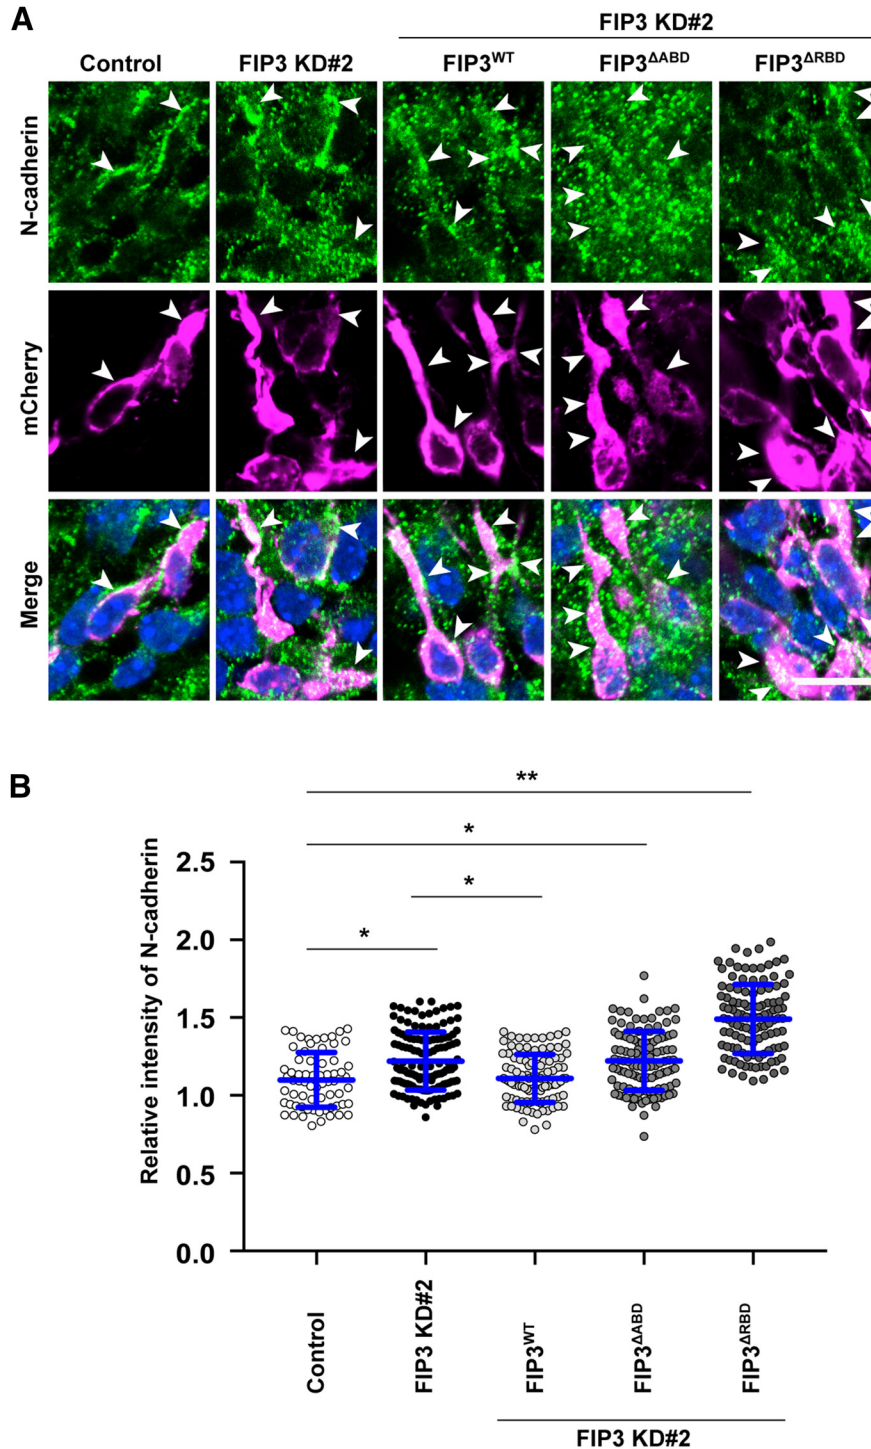 A
FIP3 KD#2
Control FIP3 KD#2 FIP3WT FIP3ΔABD FIP3ΔRBD
N-cadherin
mCherry
Merge
B
**
*
*
*
Relative intensity of N-cadherin
2.5
2.0
1.5
1.0
0.5
0.0
Control
FIP3 KD#2
FIP3WT
FIP3ΔABD
FIP3ΔRBD
FIP3 KD#2